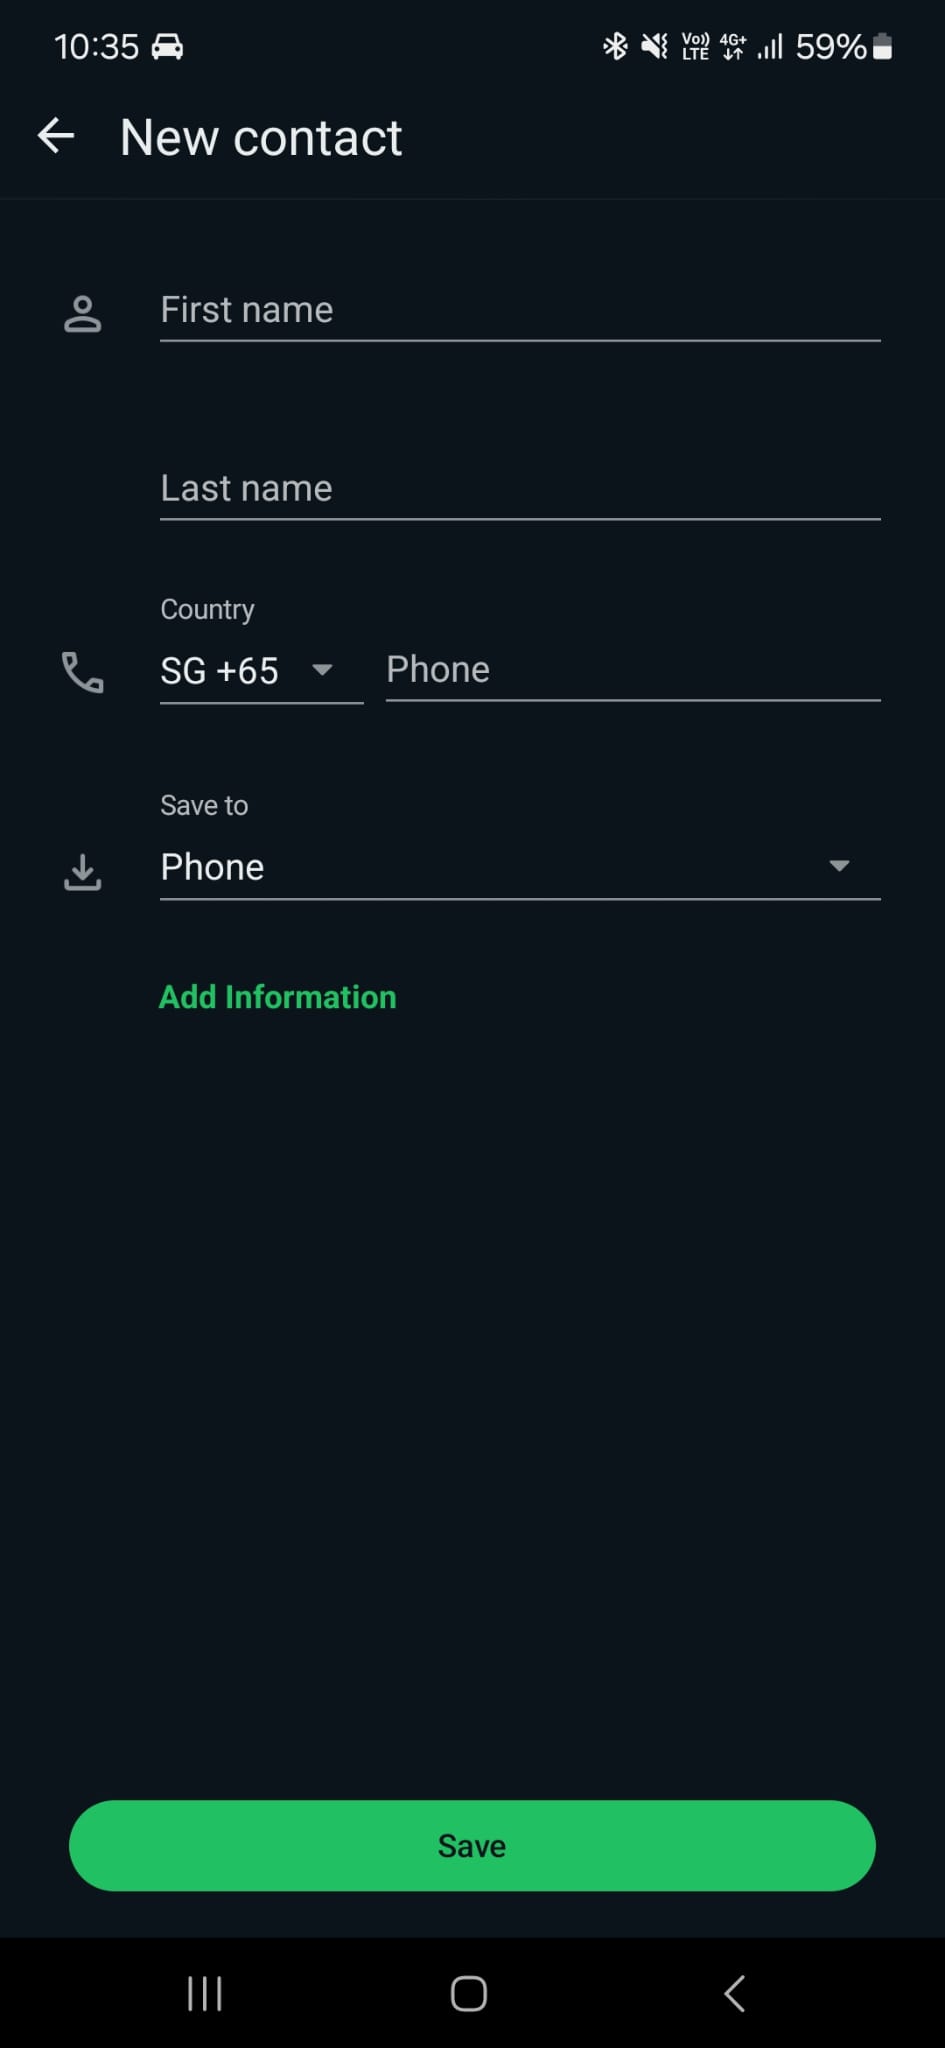 10:35 Vo)) LTE 4G+ 59%
New contact
First name
Last name
Country
SG +65 Phone
Save to
Phone
Add Information
Save